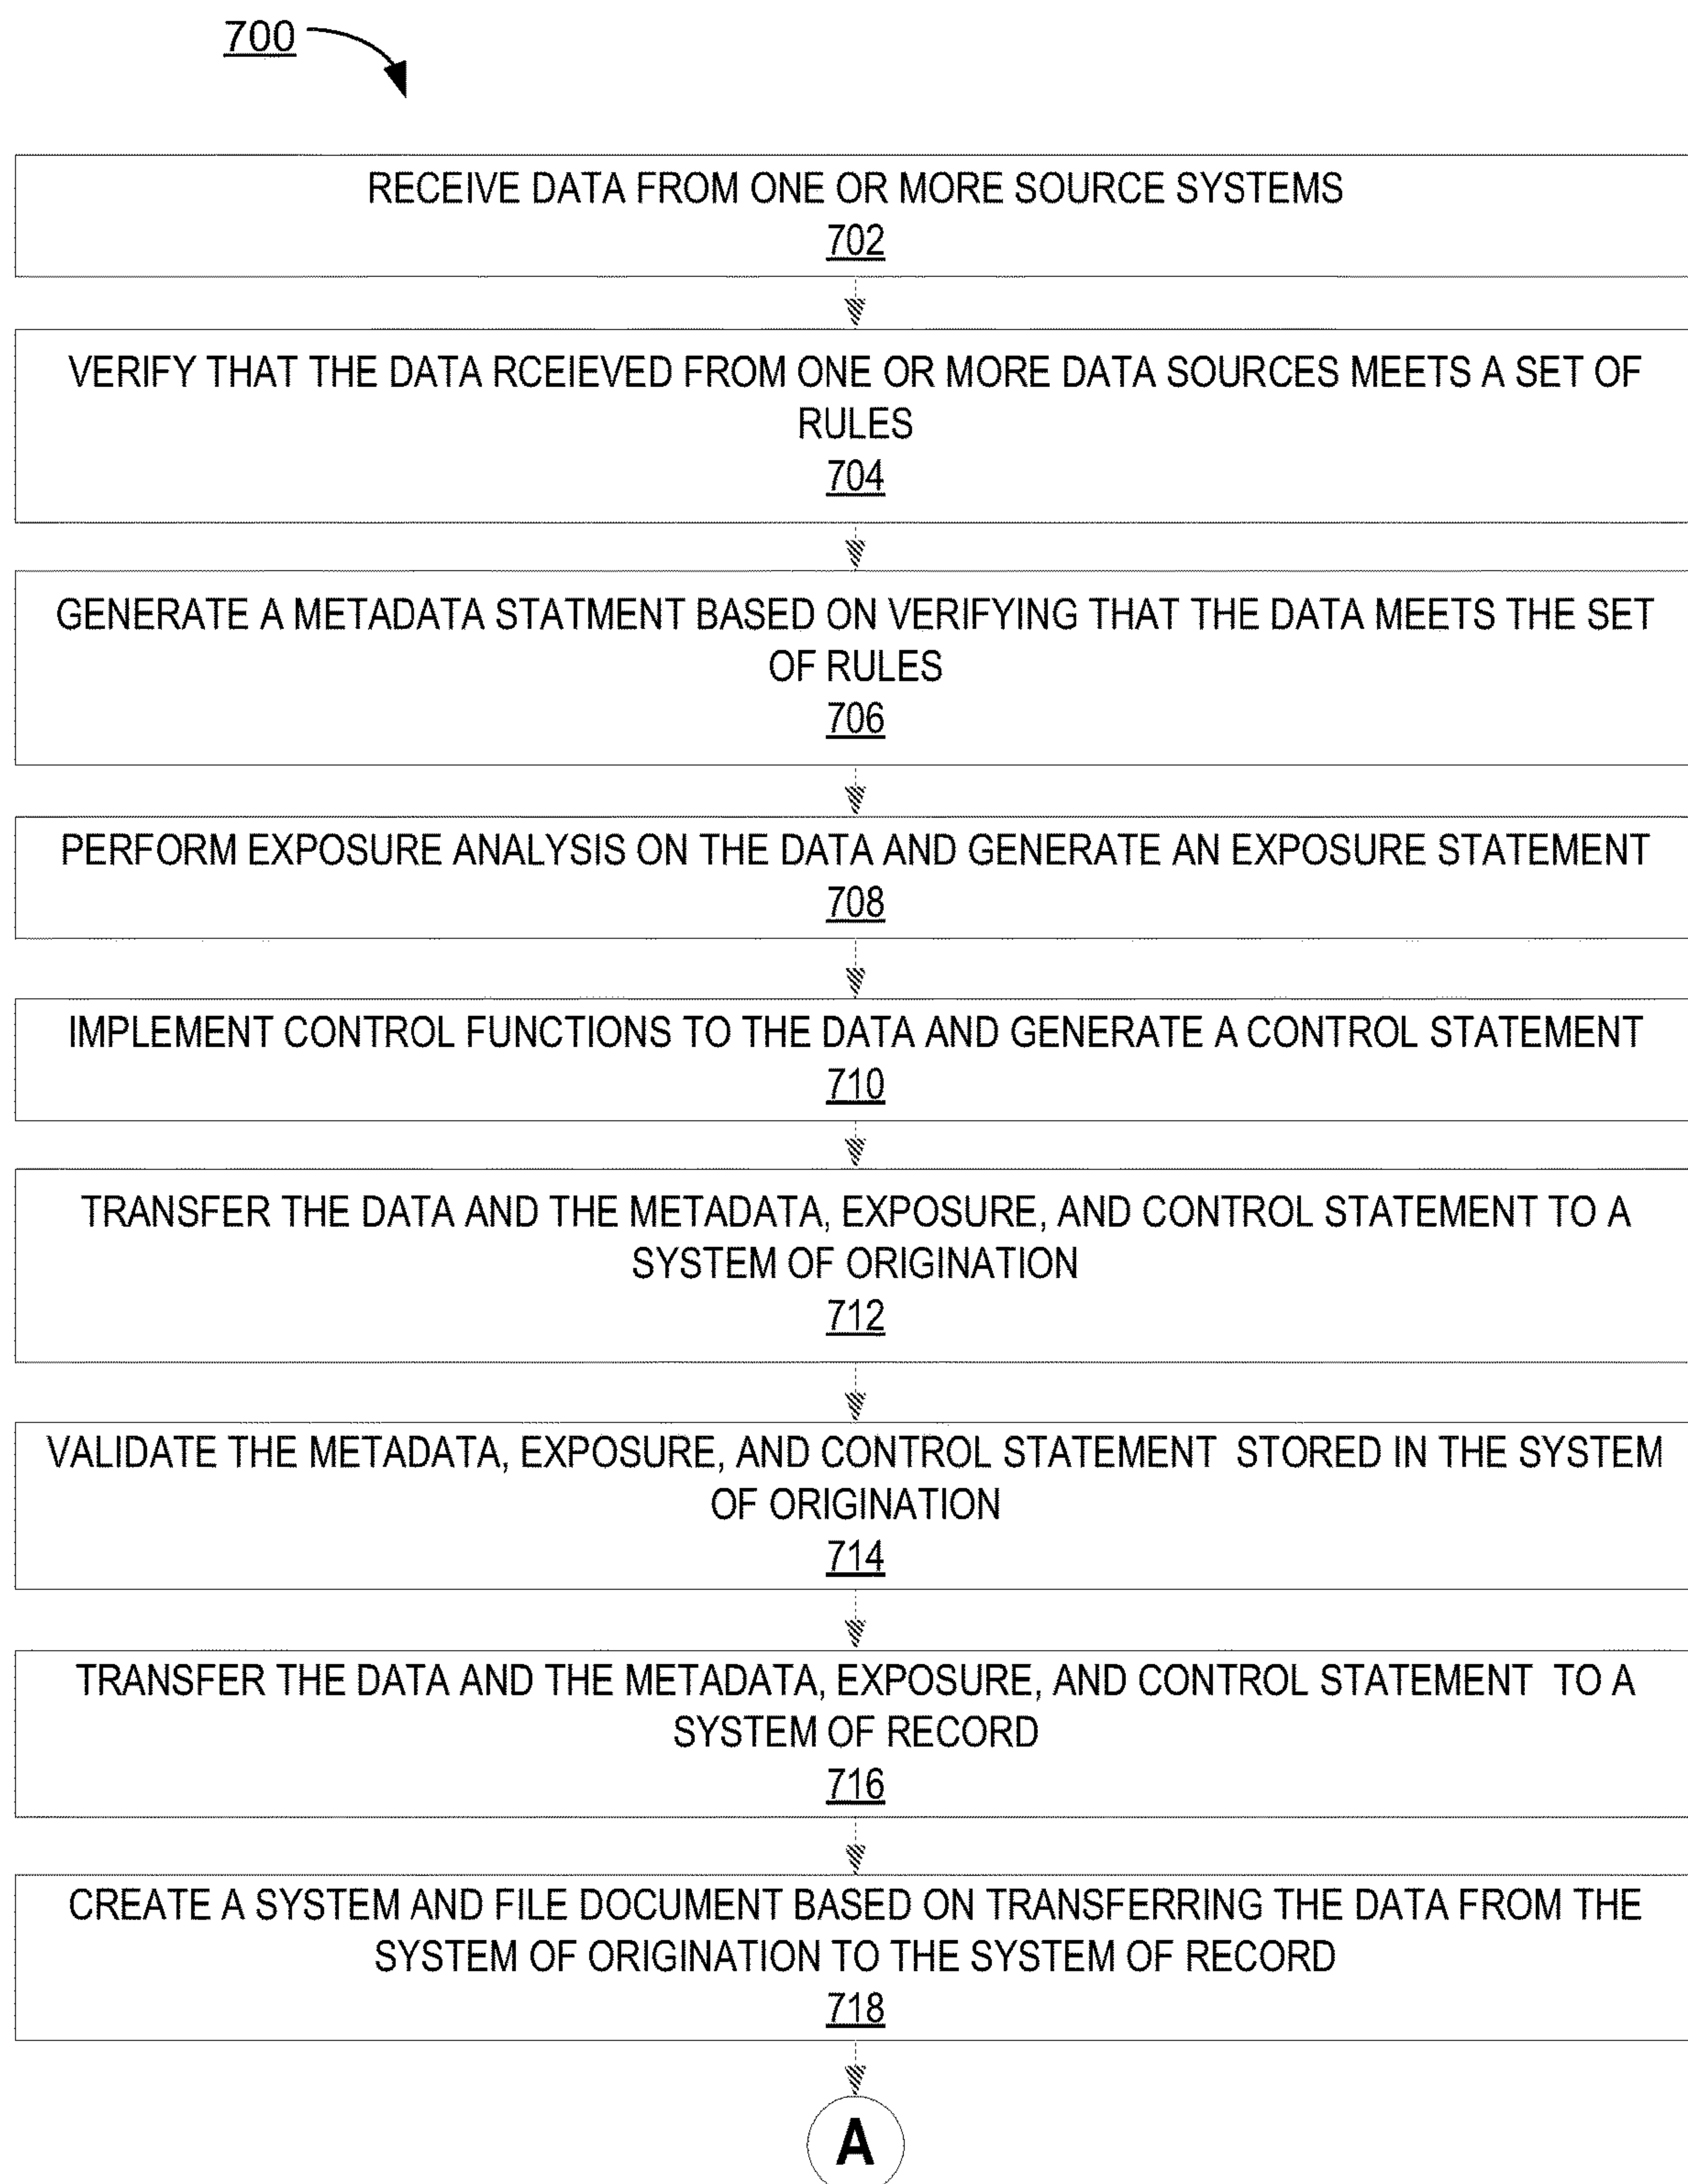 700
RECEIVE DATA FROM ONE OR MORE SOURCE SYSTEMS
702
VERIFY THAT THE DATA RCEIEVED FROM ONE OR MORE DATA SOURCES MEETS A SET OF
RULES
704
GENERATE A METADATA STATMENT BASED ON VERIFYING THAT THE DATA MEETS THE SET
OF RULES
706
PERFORM EXPOSURE ANALYSIS ON THE DATA AND GENERATE AN EXPOSURE STATEMENT
708
IMPLEMENT CONTROL FUNCTIONS TO THE DATA AND GENERATE A CONTROL STATEMENT
710
TRANSFER THE DATA AND THE METADATA, EXPOSURE, AND CONTROL STATEMENT TO A
SYSTEM OF ORIGINATION
712
VALIDATE THE METADATA, EXPOSURE, AND CONTROL STATEMENT STORED IN THE SYSTEM
OF ORIGINATION
714
TRANSFER THE DATA AND THE METADATA, EXPOSURE, AND CONTROL STATEMENT TO A
SYSTEM OF RECORD
716
CREATE A SYSTEM AND FILE DOCUMENT BASED ON TRANSFERRING THE DATA FROM THE
SYSTEM OF ORIGINATION TO THE SYSTEM OF RECORD
718
A